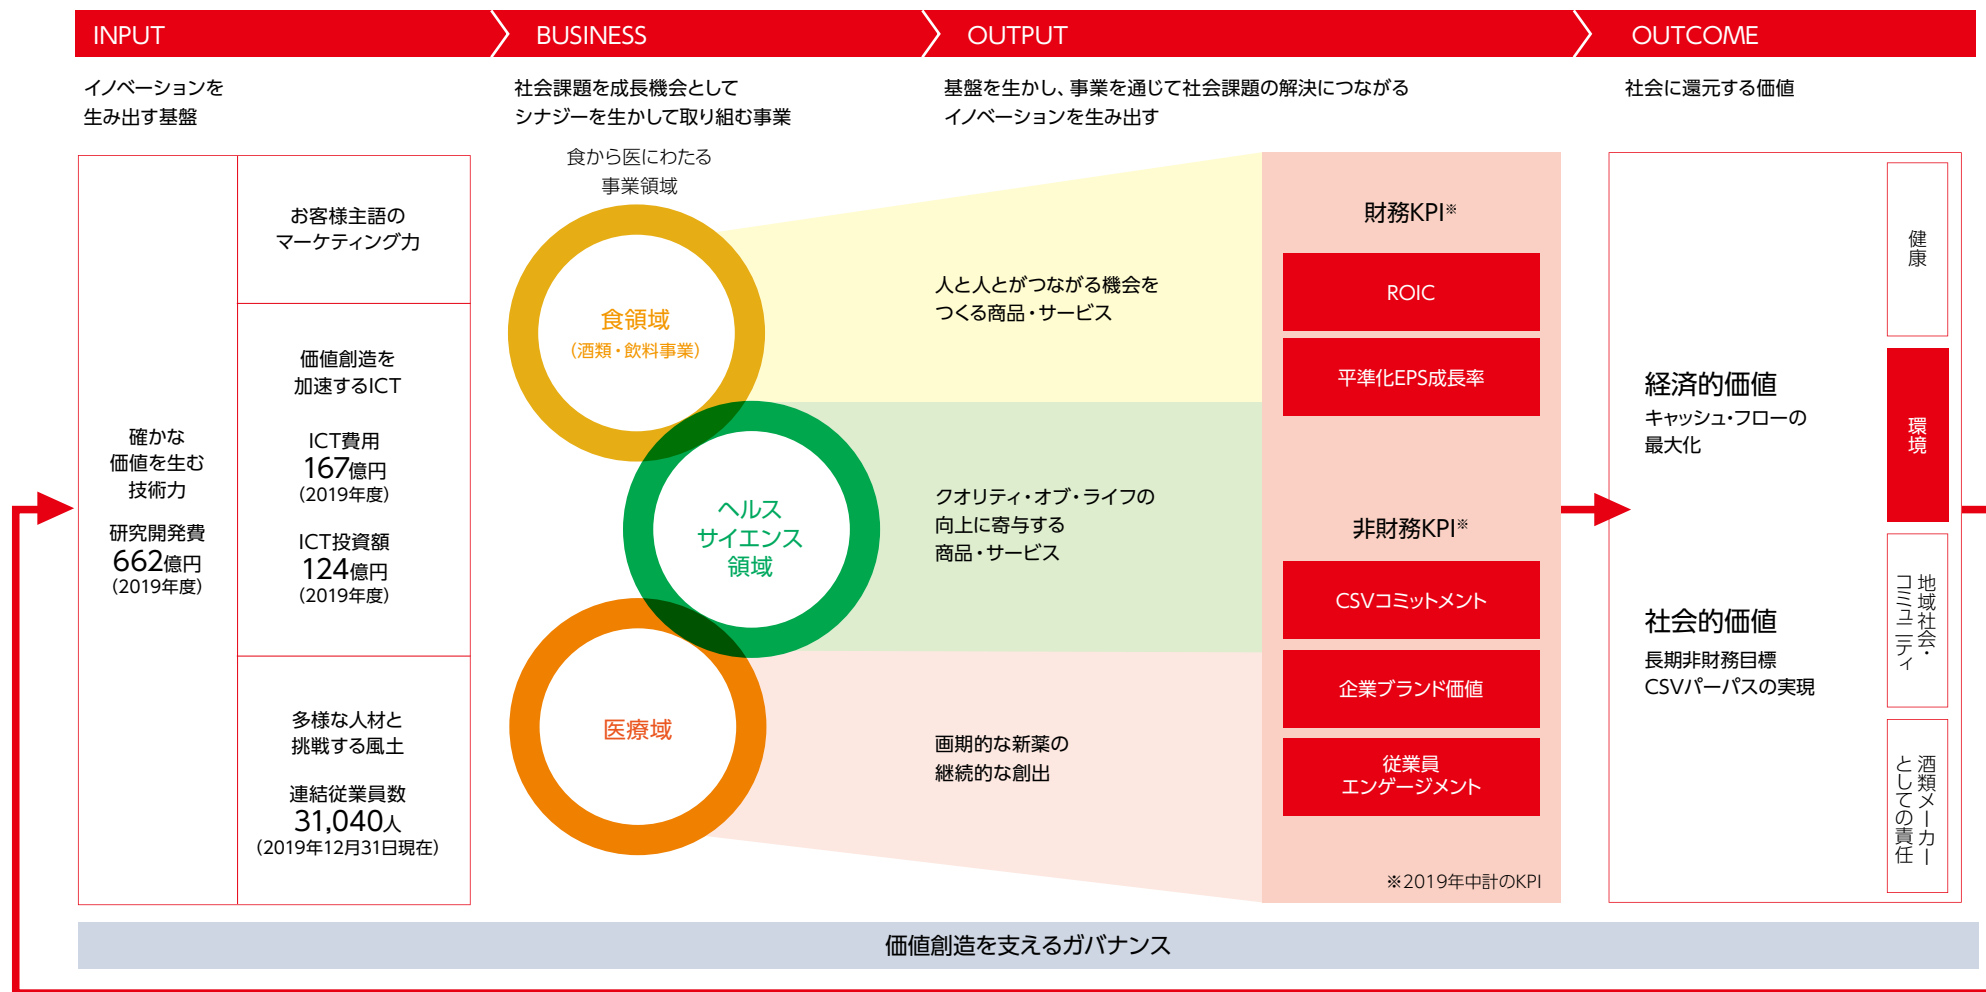 INPUT
BUSINESS
OUTPUT
OUTCOME
イノベーションを
生み出す基盤
社会課題を成長機会として
シナジーを生かして取り組む事業
基盤を生かし、事業を通じて社会課題の解決につながる
イノベーションを生み出す
社会に還元する価値
確かな
価値を生む
技術力
研究開発費
662億円
(2019年度)
お客様主語の
マーケティング力
価値創造を
加速するICT
ICT費用
167億円
(2019年度)
ICT投資額
124億円
(2019年度)
多様な人材と
挑戦する風土
連結従業員数
31,040人
(2019年12月31日現在)
食から医にわたる
事業領域
食領域
(酒類・飲料事業)
ヘルス
サイエンス
領域
医療域
人と人とがつながる機会を
つくる商品・サービス
クオリティ・オブ・ライフの
向上に寄与する
商品・サービス
画期的な新薬の
継続的な創出
財務KPI※
ROIC
平準化EPS成長率
非財務KPI※
CSVコミットメント
企業ブランド価値
従業員
エンゲージメント
※2019年中計のKPI
経済的価値
キャッシュ・フローの
最大化
社会的価値
長期非財務目標
CSVパーパスの実現
健康
環境
地域社会・
コミュニティ
酒類メーカー
としての責任
価値創造を支えるガバナンス